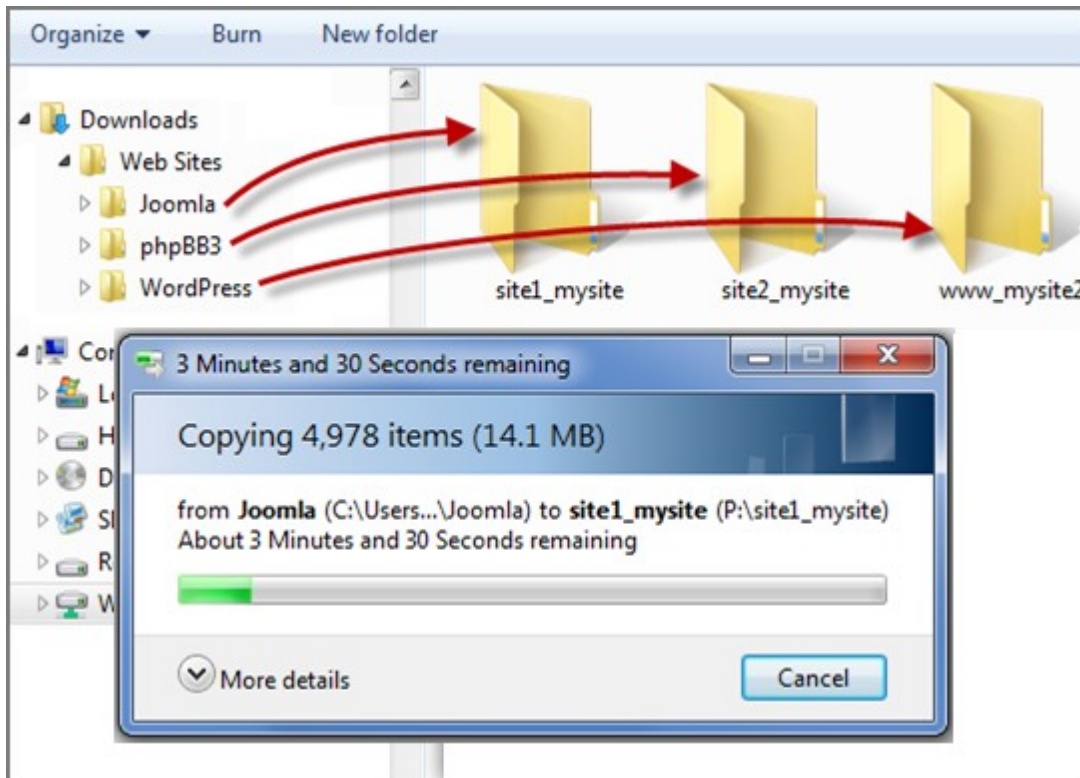 Organize Burn New folder
Downloads
Web Sites
Joomla
phpBB3
WordPress
site1_mysite site2_mysite www_mysite2
3 Minutes and 30 Seconds remaining
Copying 4,978 items (14.1 MB)
from Joomla (C:\Users...\Joomla) to site1_mysite (P:\site1_mysite)
About 3 Minutes and 30 Seconds remaining
More details
Cancel